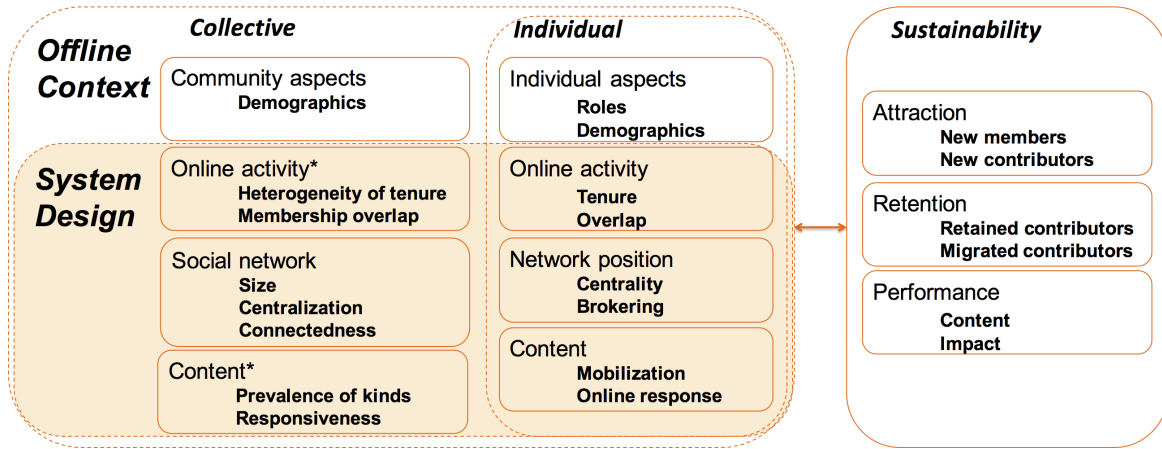 Offline
Context
Collective
Individual
Sustainability
Community aspects
Demographics
Individual aspects
Roles
Demographics
System
Design
Online activity*
Heterogeneity of tenure
Membership overlap
Online activity
Tenure
Overlap
Social network
Size
Centralization
Connectedness
Network position
Centrality
Brokering
Content*
Prevalence of kinds
Responsiveness
Content
Mobilization
Online response
Attraction
New members
New contributors
Retention
Retained contributors
Migrated contributors
Performance
Content
Impact